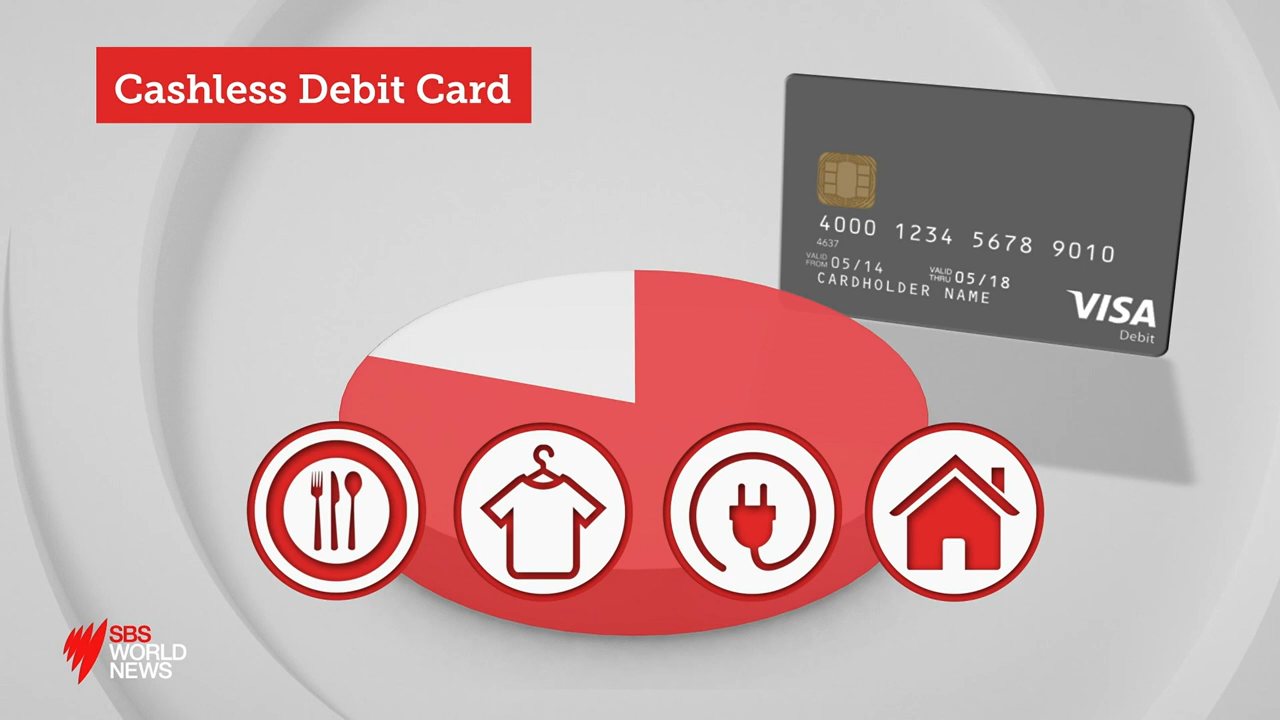 Cashless Debit Card
4000 1234 5678 9010
4637
VALID FROM 05/14 VALID THRU 05/18
CARDHOLDER NAME
VISA
Debit
SBS
WORLD
NEWS